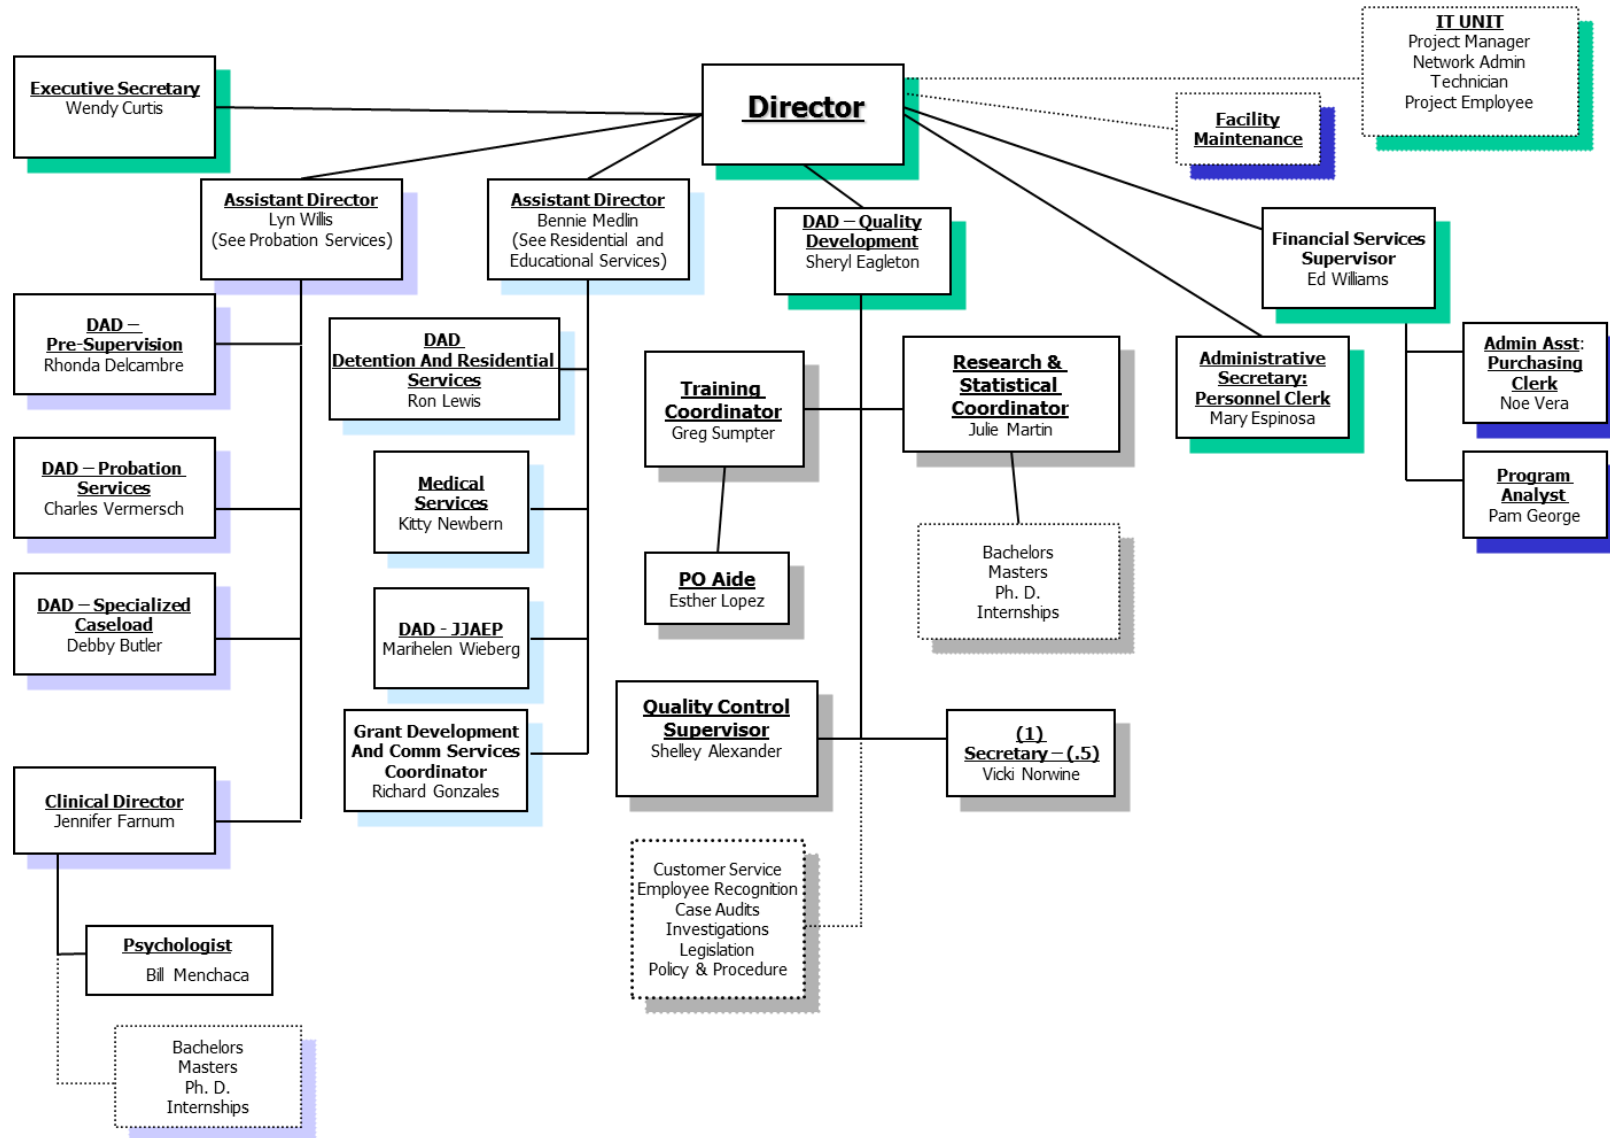 IT UNIT
Project Manager
Network Admin
Technician
Project Employee
Executive Secretary
Wendy Curtis
Director
Facility
Maintenance
Assistant Director
Lyn Willis
(See Probation Services)
Assistant Director
Bennie Medlin
(See Residential and
Educational Services)
DAD – Quality
Development
Sheryl Eagleton
Financial Services
Supervisor
Ed Williams
DAD –
Pre-Supervision
Rhonda Delcambre
DAD
Detention And Residential
Services
Ron Lewis
Training
Coordinator
Greg Sumpter
Research &
Statistical
Coordinator
Julie Martin
Administrative
Secretary:
Personnel Clerk
Mary Espinosa
Admin Asst:
Purchasing
Clerk
Noe Vera
DAD – Probation
Services
Charles Vermersch
Medical
Services
Kitty Newbern
Program
Analyst
Pam George
PO Aide
Esther Lopez
Bachelors
Masters
Ph. D.
Internships
DAD – Specialized
Caseload
Debby Butler
DAD - JJAEP
Marihelen Wieberg
Quality Control
Supervisor
Shelley Alexander
(1)
Secretary – (.5)
Vicki Norwine
Grant Development
And Comm Services
Coordinator
Richard Gonzales
Clinical Director
Jennifer Farnum
Customer Service
Employee Recognition
Case Audits
Investigations
Legislation
Policy & Procedure
Psychologist
Bill Menchaca
Bachelors
Masters
Ph. D.
Internships